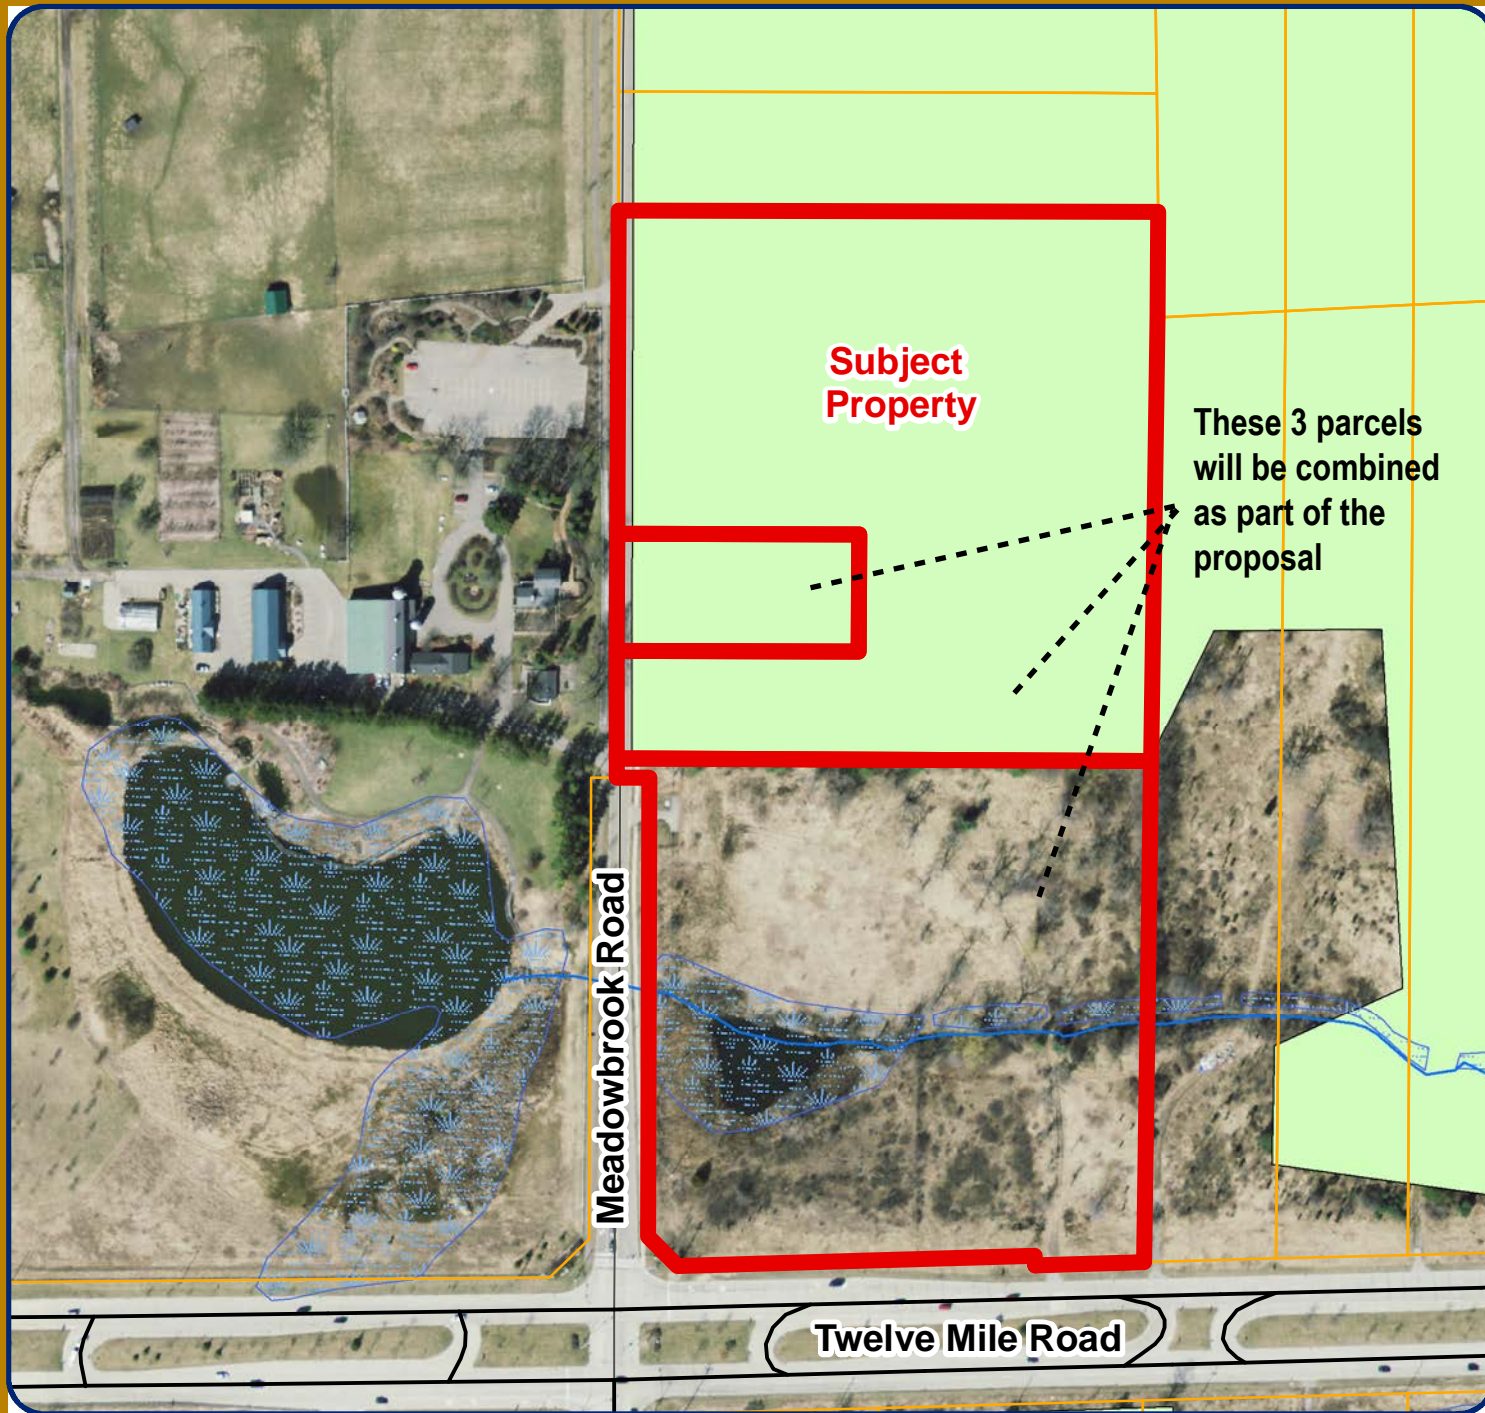 Subject
Property
These 3 parcels
will be combined
as part of the
proposal
Meadowbrook Road
Twelve Mile Road